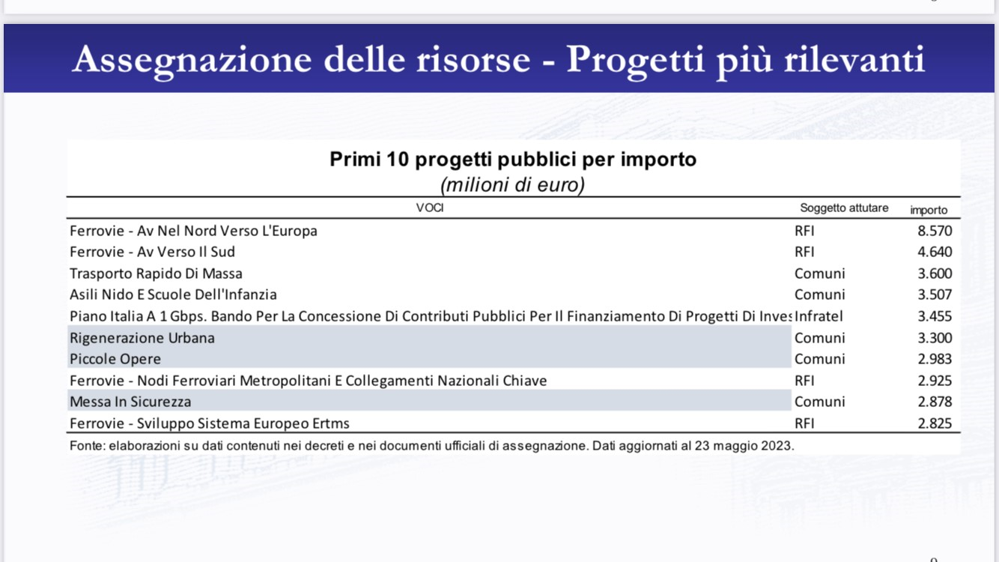 Assegnazione delle risorse - Progetti più rilevanti
Primi 10 progetti pubblici per importo
(milioni di euro)
VOCI Soggetto attutare importo
Ferrovie - Av Nel Nord Verso L'Europa RFI 8.570
Ferrovie - Av Verso Il Sud RFI 4.640
Trasporto Rapido Di Massa Comuni 3.600
Asili Nido E Scuole Dell'Infanzia Comuni 3.507
Piano Italia A 1 Gbps. Bando Per La Concessione Di Contributi Pubblici Per Il Finanziamento Di Progetti Di Inves Infratel 3.455
Rigenerazione Urbana Comuni 3.300
Piccole Opere Comuni 2.983
Ferrovie - Nodi Ferroviari Metropolitani E Collegamenti Nazionali Chiave RFI 2.925
Messa In Sicurezza Comuni 2.878
Ferrovie - Sviluppo Sistema Europeo Ertms RFI 2.825
Fonte: elaborazioni su dati contenuti nei decreti e nei documenti ufficiali di assegnazione. Dati aggiornati al 23 maggio 2023.